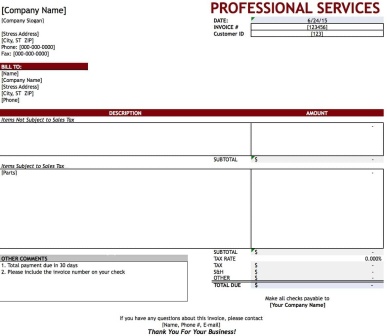 [Company Name]
PROFESSIONAL SERVICES
[Company Slogan]
DATE: 6/24/15
INVOICE # [123456]
[Stress Address]
Customer ID [123]
[City, ST ZIP]
Phone: [000-000-0000]
Fax: [000-000-0000]
BILL TO:
[Name]
[Company Name]
[Stress Address]
[City, ST ZIP]
[Phone]
DESCRIPTION AMOUNT
Items Not Subject to Sales Tax
-
SUBTOTAL $ -
Items Subject to Sales Tax
[Parts] -
SUBTOTAL $ -
OTHER COMMENTS TAX RATE 0.000%
1. Total payment due in 30 days TAX $ -
2. Please include the invoice number on your check S&H $ -
OTHER $ -
TOTAL DUE $ -
Make all checks payable to
[Your Company Name]
If you have any questions about this invoice, please contact
[Name, Phone #, E-mail]
Thank You For Your Business!